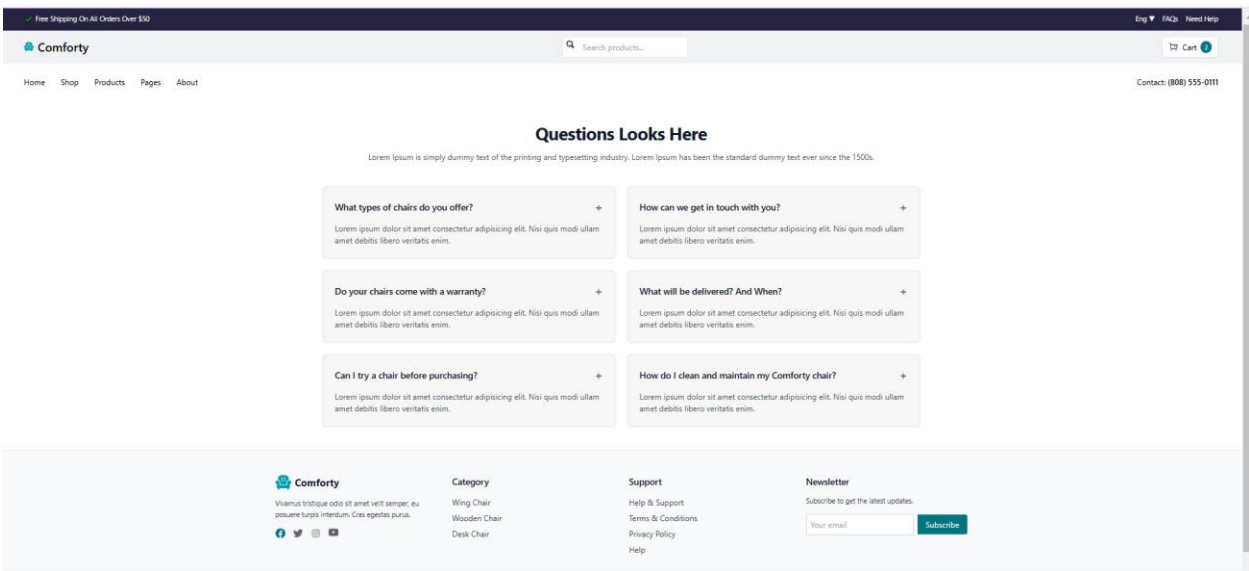 Free Shipping On All Orders Over $50
Eng ▼ FAQs Need Help
Comforty
Search products...
Cart 2
Home Shop Products Pages About
Contact: (808) 555-0111
Questions Looks Here
Lorem Ipsum is simply dummy text of the printing and typesetting industry. Lorem Ipsum has been the standard dummy text ever since the 1500s.
What types of chairs do you offer? +
Lorem ipsum dolor sit amet consectetur adipisicing elit. Nisi quis modi ullam
amet debitis libero veritatis enim.
How can we get in touch with you? +
Lorem ipsum dolor sit amet consectetur adipisicing elit. Nisi quis modi ullam
amet debitis libero veritatis enim.
Do your chairs come with a warranty? +
Lorem ipsum dolor sit amet consectetur adipisicing elit. Nisi quis modi ullam
amet debitis libero veritatis enim.
What will be delivered? And When? +
Lorem ipsum dolor sit amet consectetur adipisicing elit. Nisi quis modi ullam
amet debitis libero veritatis enim.
Can I try a chair before purchasing? +
Lorem ipsum dolor sit amet consectetur adipisicing elit. Nisi quis modi ullam
amet debitis libero veritatis enim.
How do I clean and maintain my Comforty chair? +
Lorem ipsum dolor sit amet consectetur adipisicing elit. Nisi quis modi ullam
amet debitis libero veritatis enim.
Comforty
Vivamus tristique odio sit amet velit semper, eu
posuere turpis interdum. Cras egestas purus.
Category
Wing Chair
Wooden Chair
Desk Chair
Support
Help & Support
Terms & Conditions
Privacy Policy
Help
Newsletter
Subscribe to get the latest updates.
Your email
Subscribe